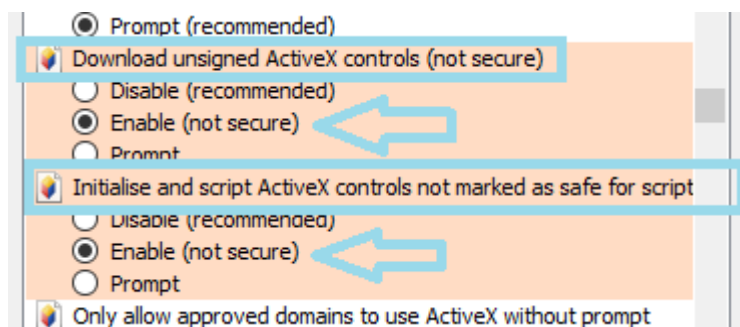 Prompt (recommended)
Download unsigned ActiveX controls (not secure)
Disable (recommended)
Enable (not secure)
Prompt
Initialise and script ActiveX controls not marked as safe for script
Disable (recommended)
Enable (not secure)
Prompt
Only allow approved domains to use ActiveX without prompt